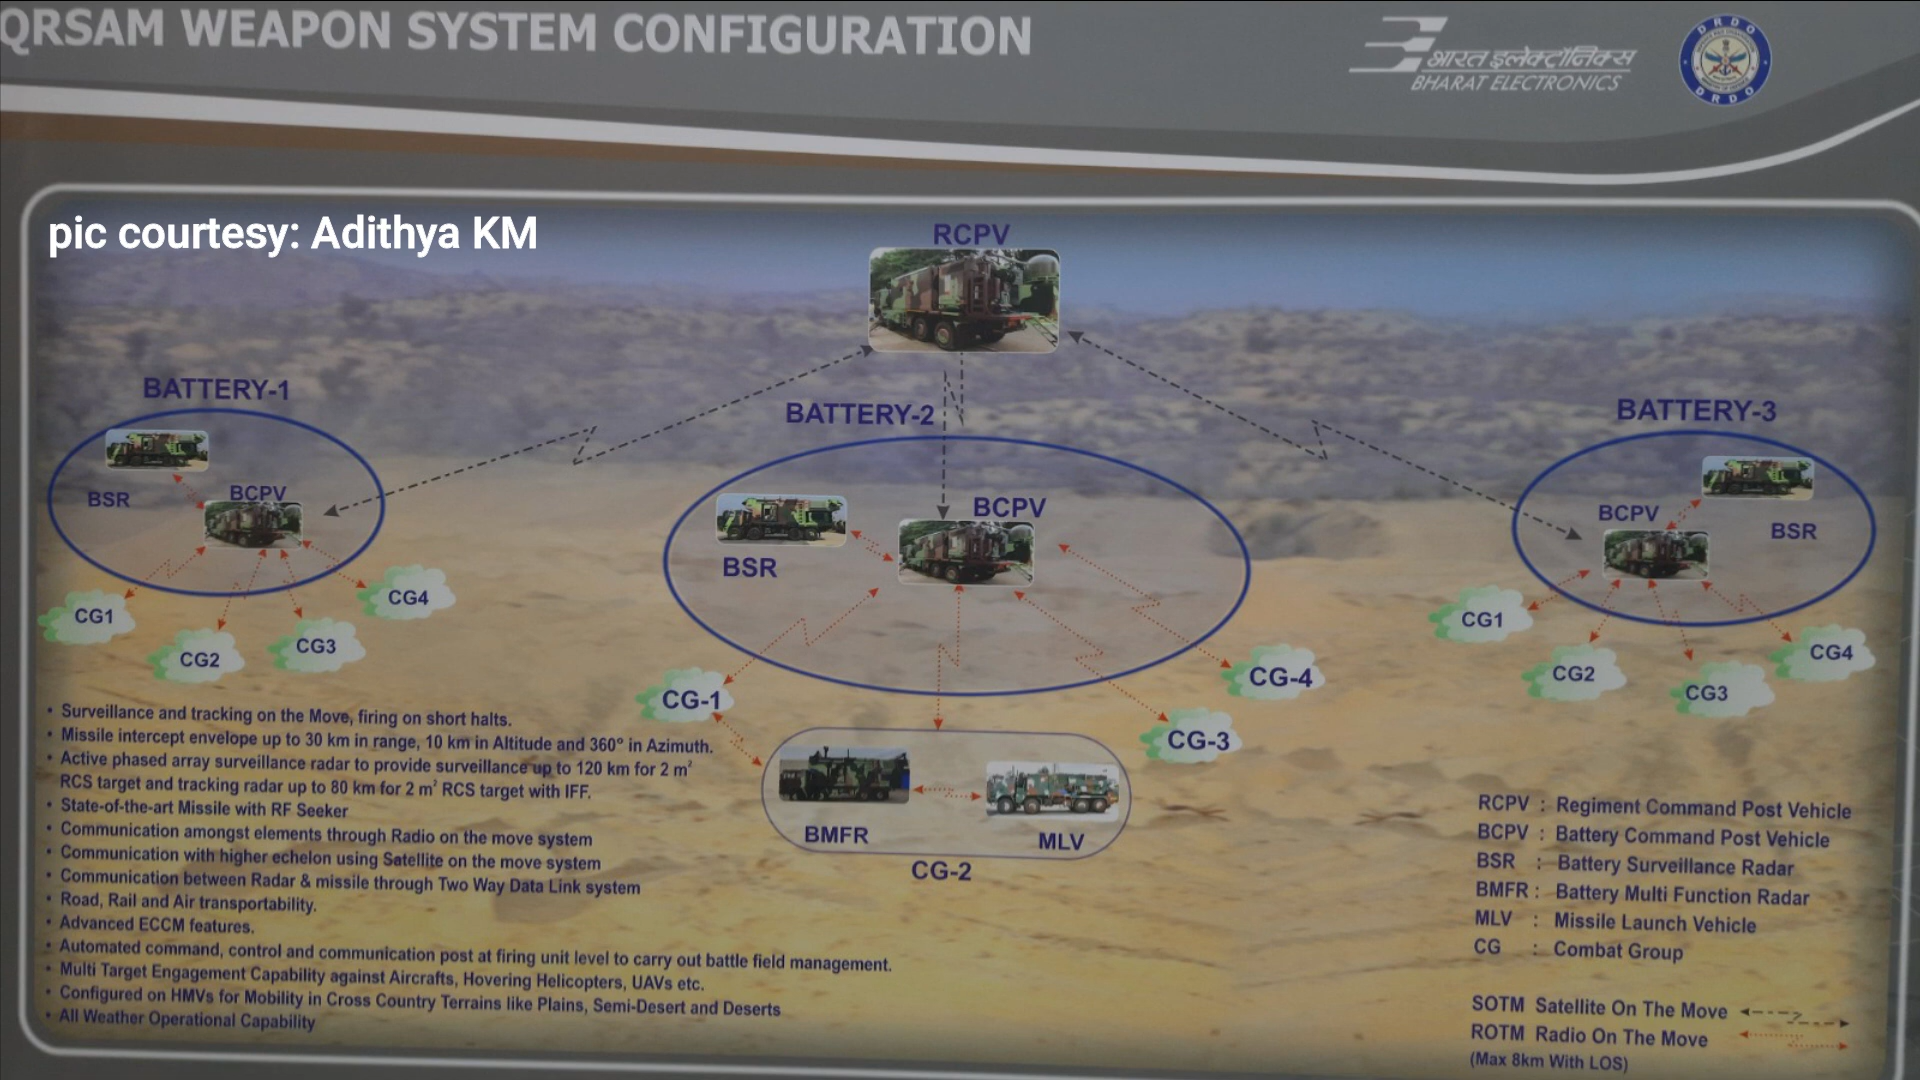 QRSAM WEAPON SYSTEM CONFIGURATION
भारत इलेक्ट्रॉनिक्स
BHARAT ELECTRONICS
DRDO
DRDO
pic courtesy: Adithya KM
RCPV
BATTERY-1
BSR
BCPV
CG1
CG2
CG3
CG4
BATTERY-2
BCPV
BSR
CG-1
CG-4
CG-3
BMFR
MLV
CG-2
BATTERY-3
BCPV
BSR
CG1
CG2
CG3
CG4
• Surveillance and tracking on the Move, firing on short halts.
• Missile intercept envelope up to 30 km in range, 10 km in Altitude and 360° in Azimuth.
• Active phased array surveillance radar to provide surveillance up to 120 km for 2 m²
RCS target and tracking radar up to 80 km for 2 m² RCS target with IFF.
• State-of-the-art Missile with RF Seeker
• Communication amongst elements through Radio on the move system
• Communication with higher echelon using Satellite on the move system
• Communication between Radar & missile through Two Way Data Link system
• Road, Rail and Air transportability.
• Advanced ECCM features.
• Automated command, control and communication post at firing unit level to carry out battle field management.
• Multi Target Engagement Capability against Aircrafts, Hovering Helicopters, UAVs etc.
• Configured on HMVs for Mobility in Cross Country Terrains like Plains, Semi-Desert and Deserts
• All Weather Operational Capability
RCPV : Regiment Command Post Vehicle
BCPV : Battery Command Post Vehicle
BSR : Battery Surveillance Radar
BMFR : Battery Multi Function Radar
MLV : Missile Launch Vehicle
CG : Combat Group
SOTM Satellite On The Move
ROTM Radio On The Move
(Max 8km With LOS)